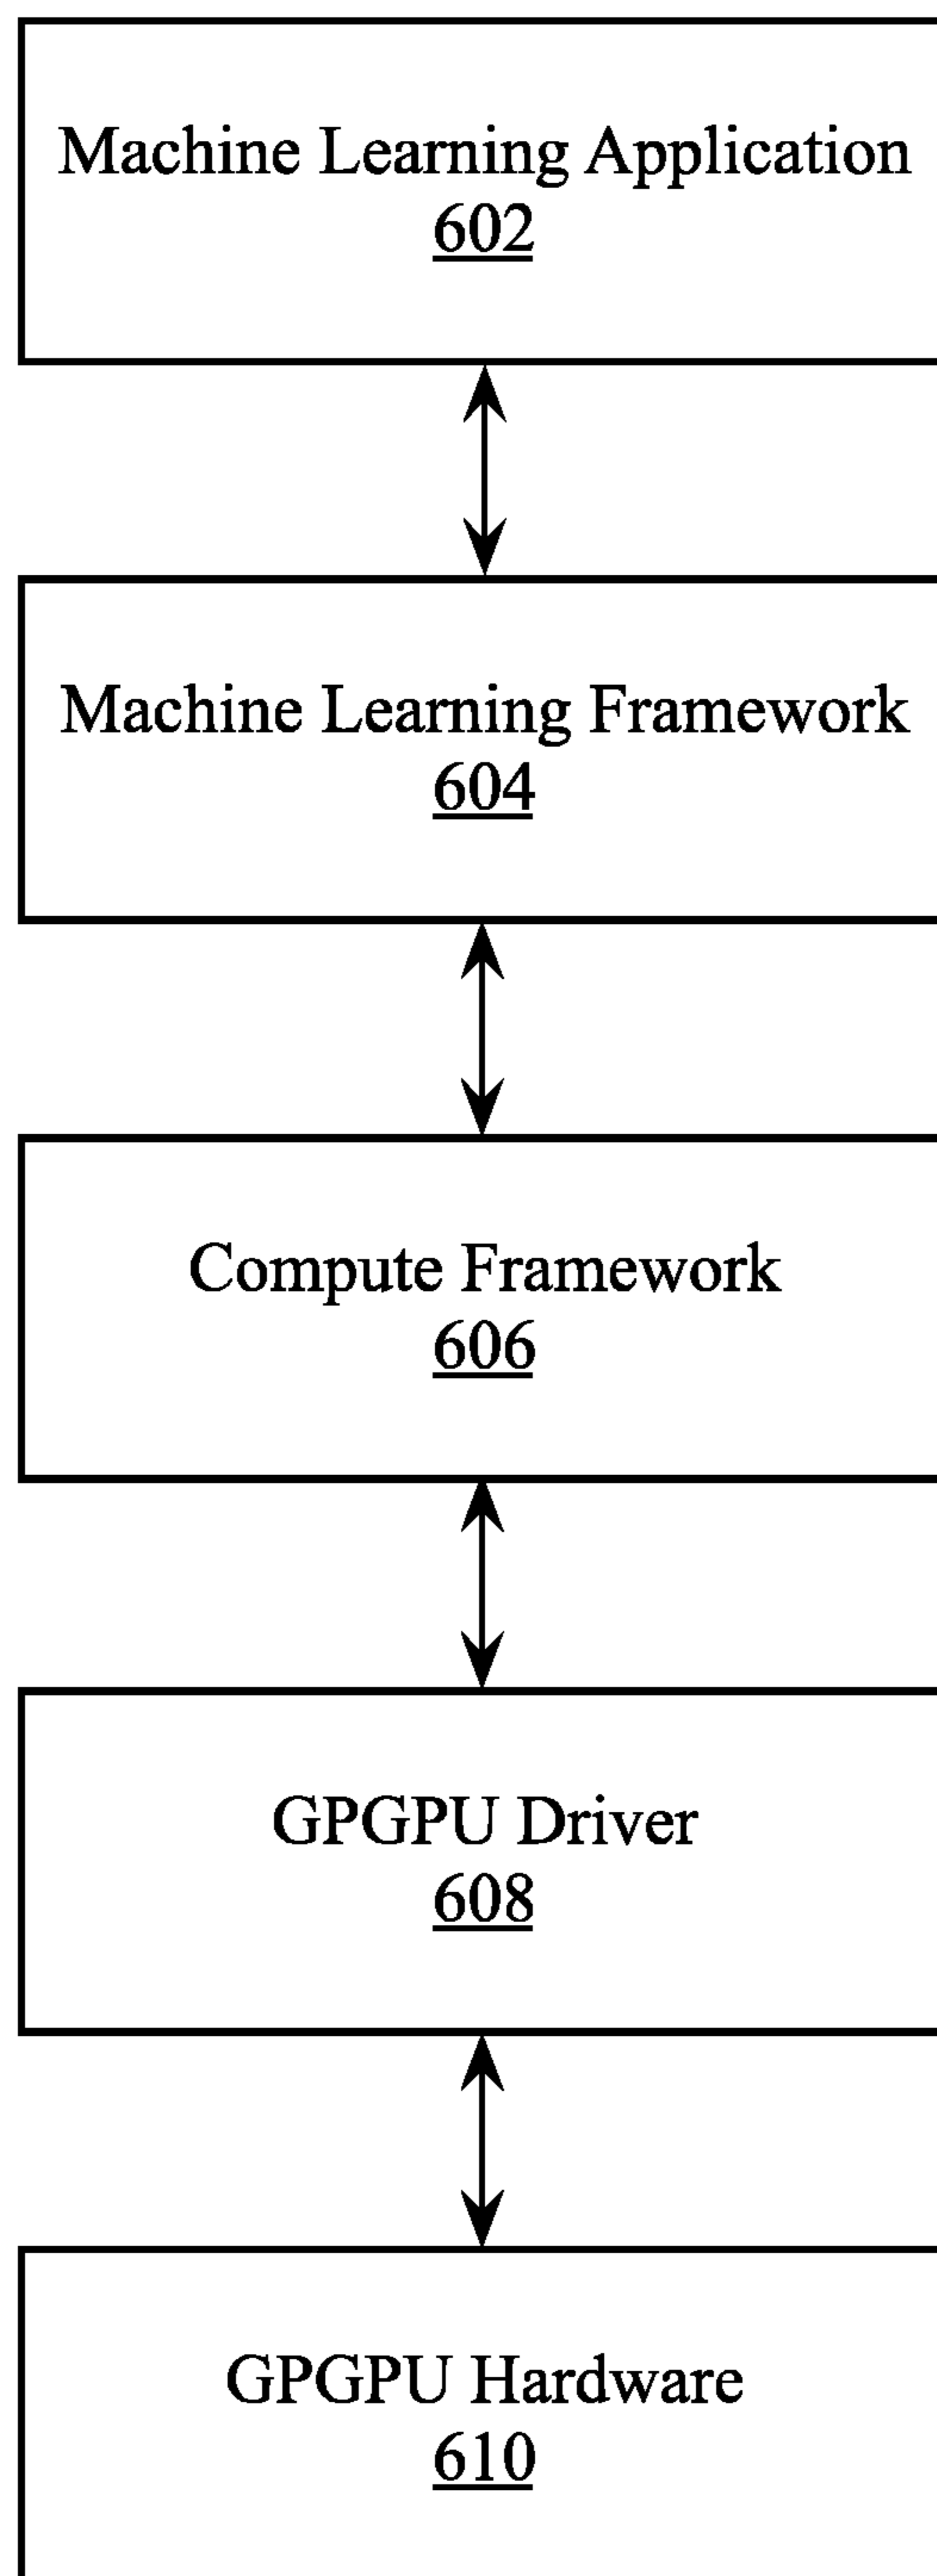 Machine Learning Application
602
Machine Learning Framework
604
Compute Framework
606
GPGPU Driver
608
GPGPU Hardware
610